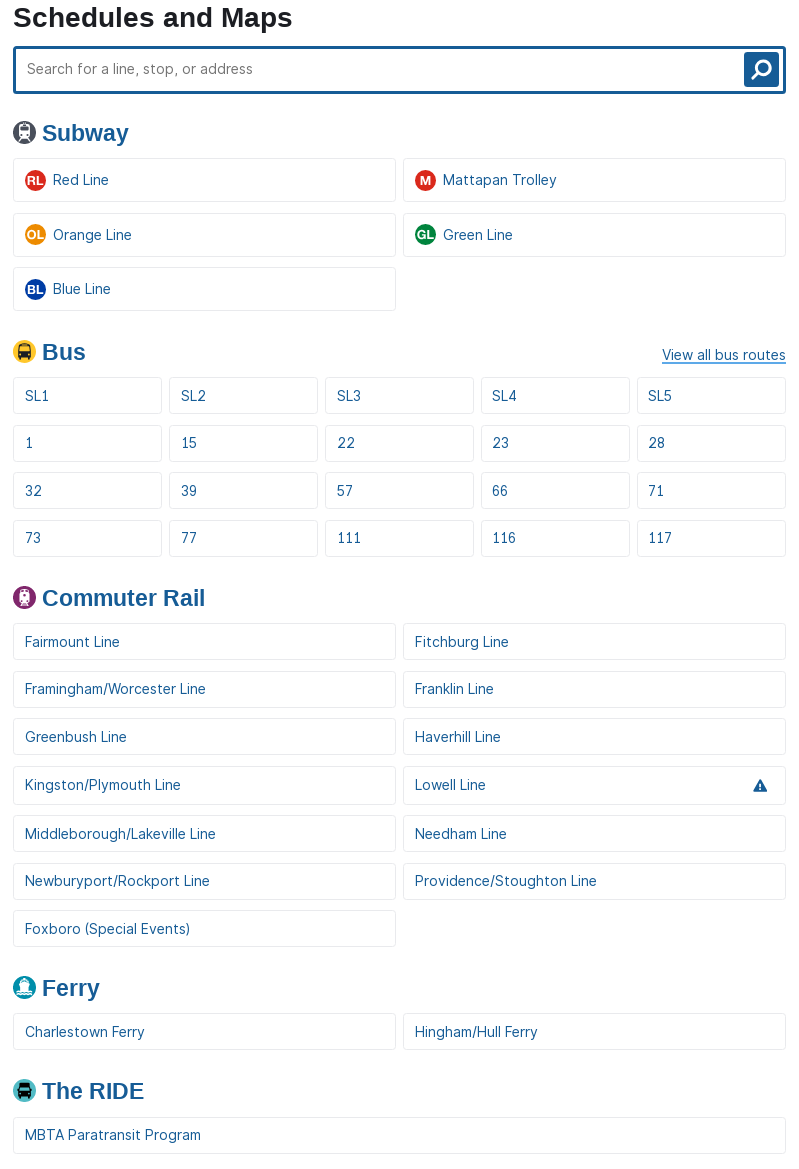 Schedules and Maps
Search for a line, stop, or address
Subway
RL Red Line
M Mattapan Trolley
OL Orange Line
GL Green Line
BL Blue Line
Bus
View all bus routes
SL1 SL2 SL3 SL4 SL5
1 15 22 23 28
32 39 57 66 71
73 77 111 116 117
Commuter Rail
Fairmount Line
Fitchburg Line
Framingham/Worcester Line
Franklin Line
Greenbush Line
Haverhill Line
Kingston/Plymouth Line
Lowell Line
Middleborough/Lakeville Line
Needham Line
Newburyport/Rockport Line
Providence/Stoughton Line
Foxboro (Special Events)
Ferry
Charlestown Ferry
Hingham/Hull Ferry
The RIDE
MBTA Paratransit Program